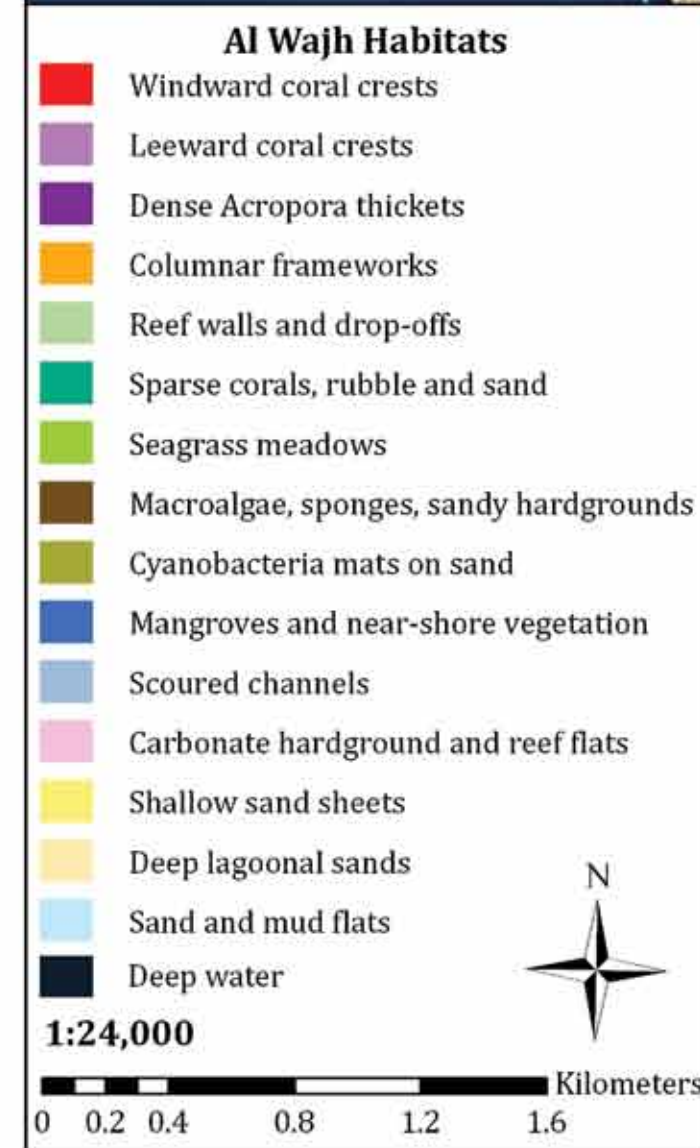 Al Wajh Habitats
Windward coral crests
Leeward coral crests
Dense Acropora thickets
Columnar frameworks
Reef walls and drop-offs
Sparse corals, rubble and sand
Seagrass meadows
Macroalgae, sponges, sandy hardgrounds
Cyanobacteria mats on sand
Mangroves and near-shore vegetation
Scoured channels
Carbonate hardground and reef flats
Shallow sand sheets
Deep lagoonal sands
Sand and mud flats
Deep water
N
1:24,000
Kilometers
0 0.2 0.4 0.8 1.2 1.6